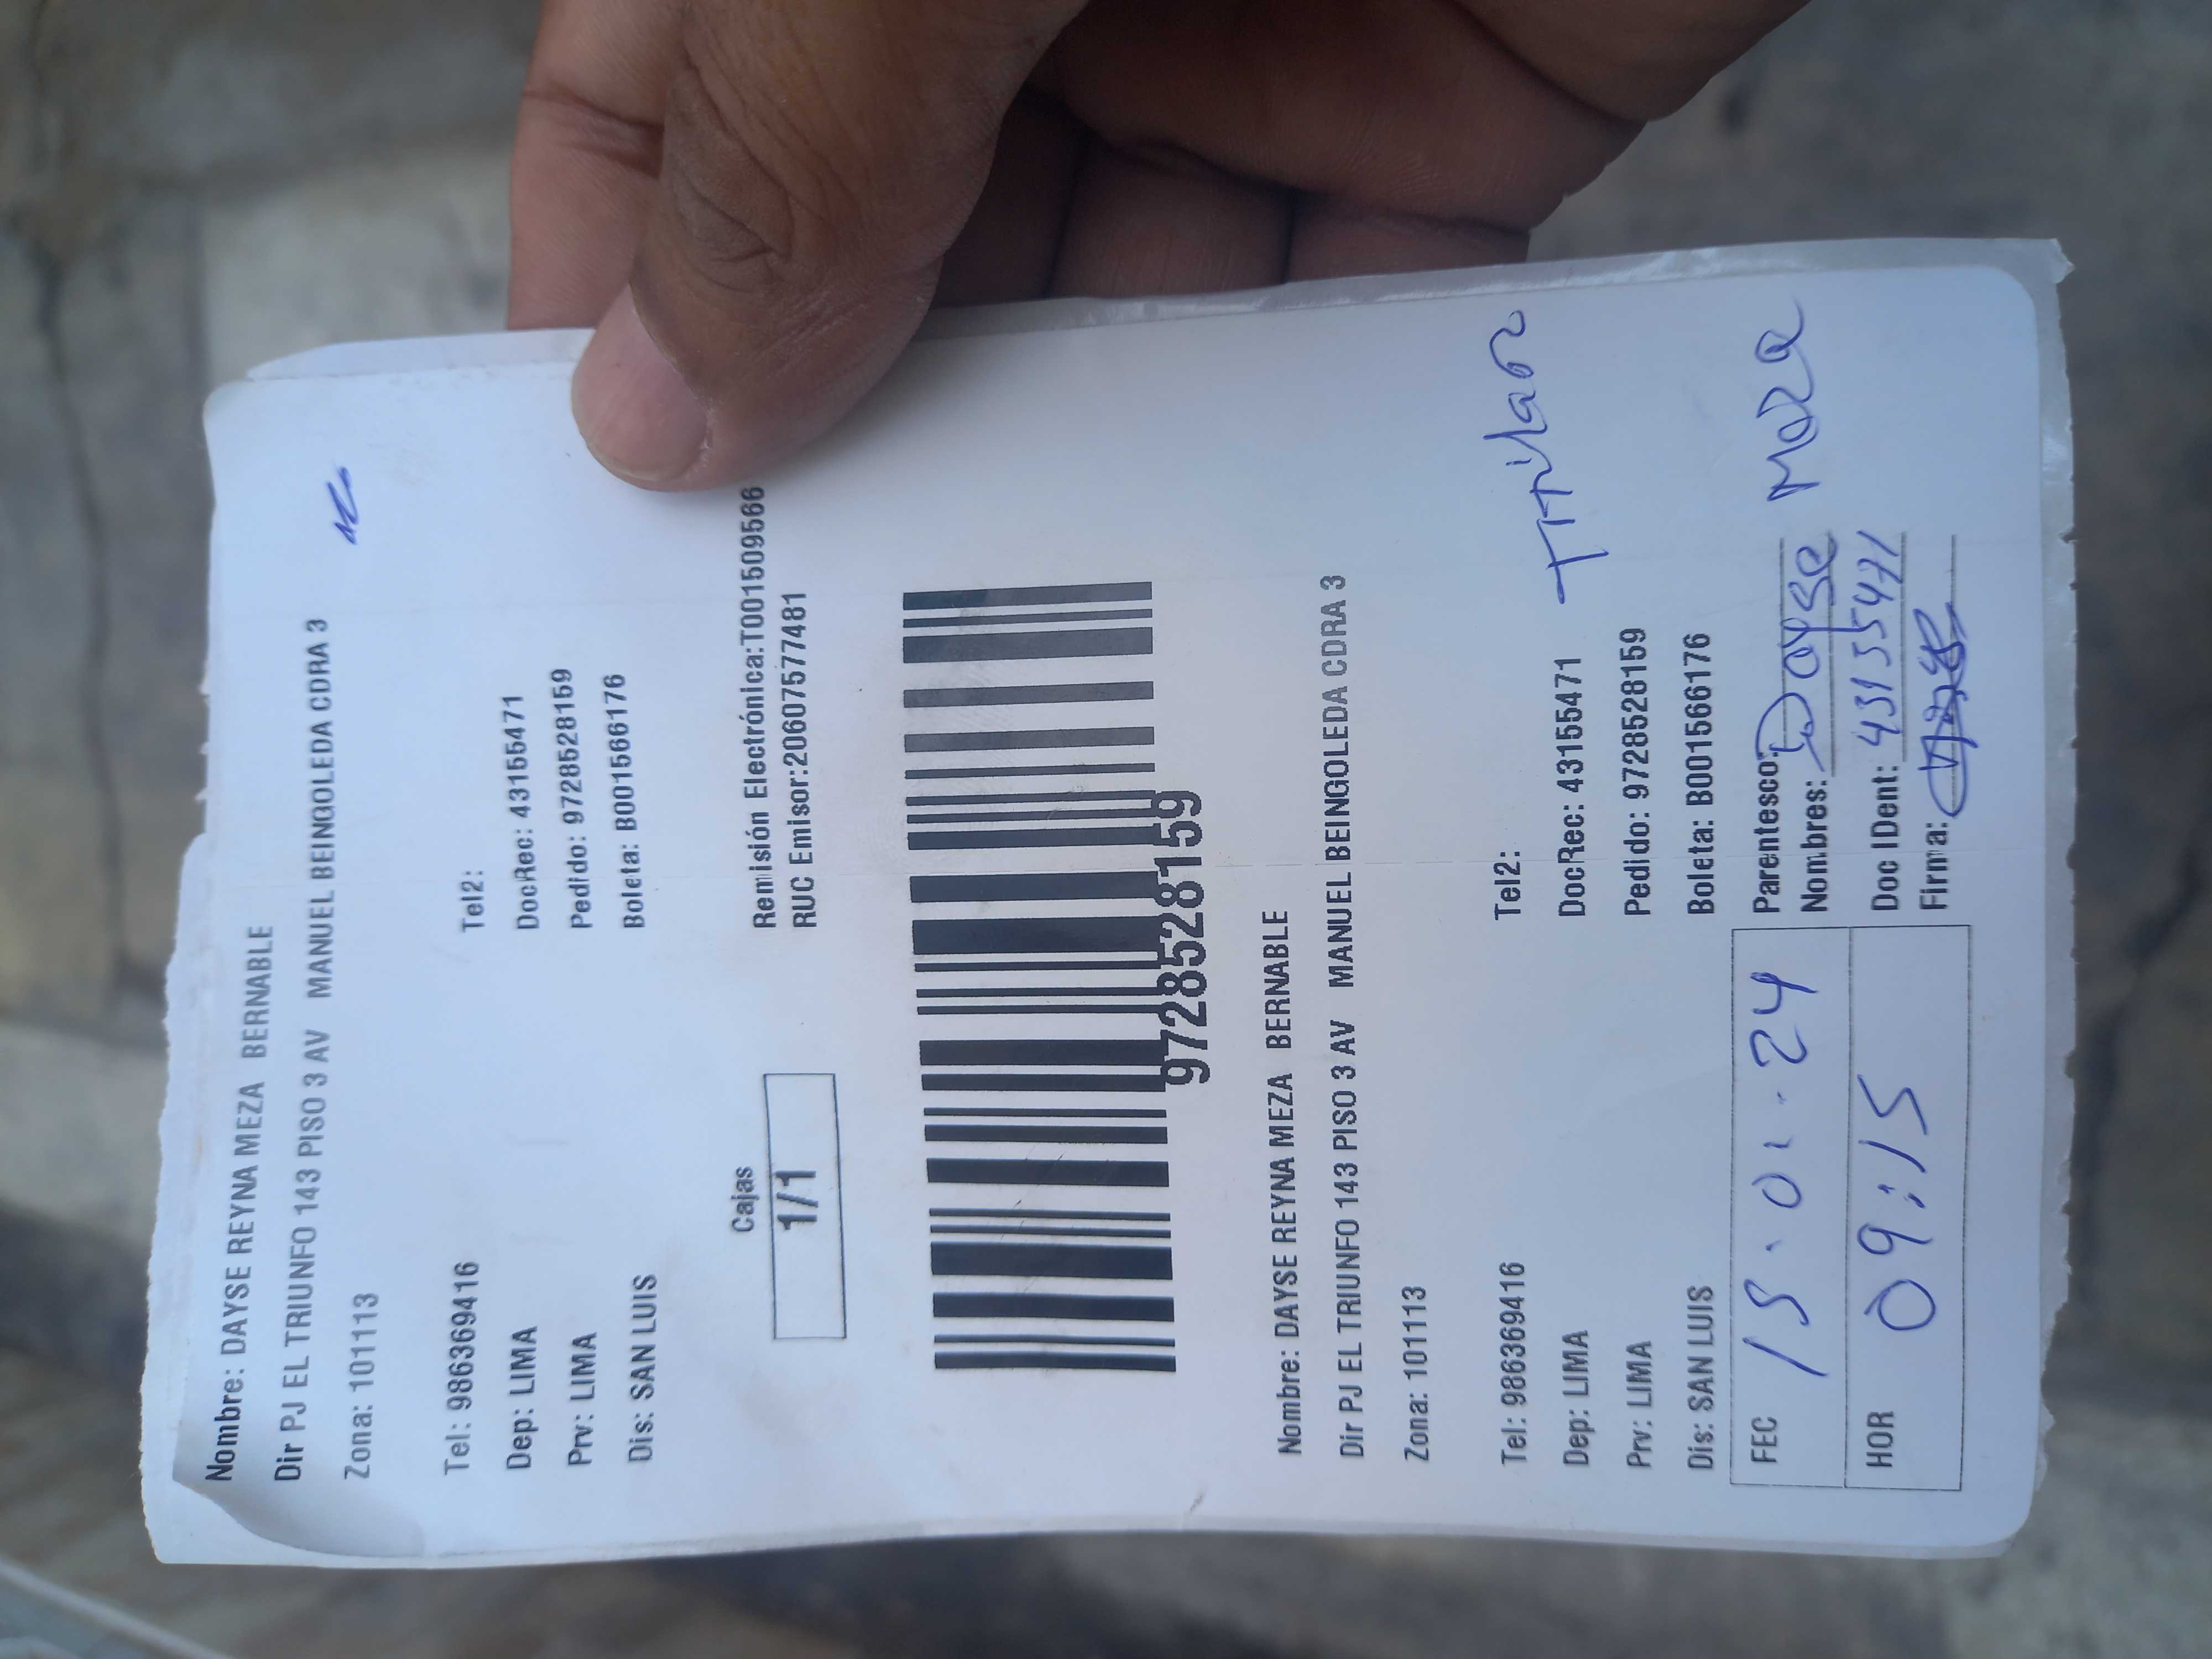 Nombre: DAYSE REYNA MEZA BERNABLE
Dir PJ EL TRIUNFO 143 PISO 3 AV MANUEL BEINGOLEDA CDRA 3
Zona: 101113
Tel: 986369416 Tel2:
Dep: LIMA DocRec: 43155471
Prv: LIMA Pedido: 97285528159
Dis: SAN LUIS Boleta: B001566176
Cajas Remisión Electrónica:T001509566
1/1 RUC Emisor:20607577481
97285528159
Nombre: DAYSE REYNA MEZA BERNABLE
Dir PJ EL TRIUNFO 143 PISO 3 AV MANUEL BEINGOLEDA CDRA 3
Zona: 101113
Tel: 986369416 Tel2:
Dep: LIMA DocRec: 43155471 Titular
Prv: LIMA Pedido: 97285528159
Dis: SAN LUIS Boleta: B001566176
FEC 15.01.24 Parentesco:
Nombres: Dayse Meza
HOR 09:15 Doc IDent: 43155471
Firma: